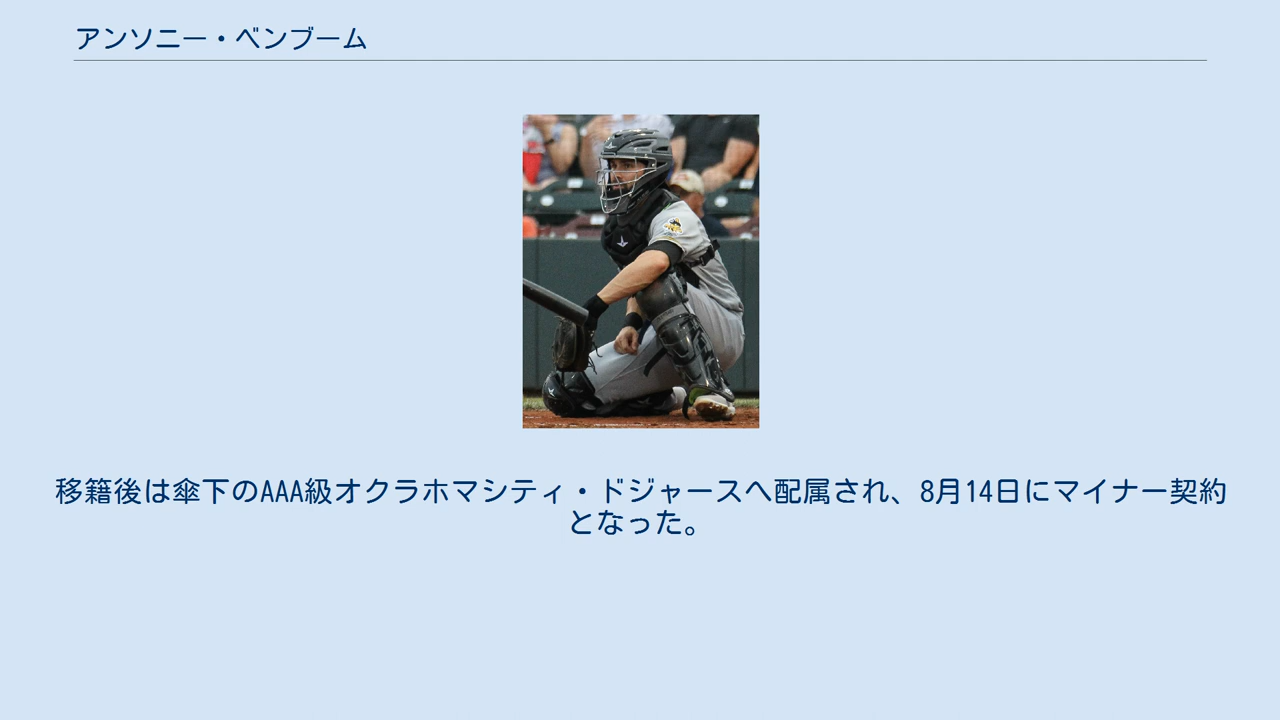 アンソニー・ベンブーム
移籍後は傘下のAAA級オクラホマシティ・ドジャースへ配属され、8月14日にマイナー契約
となった。